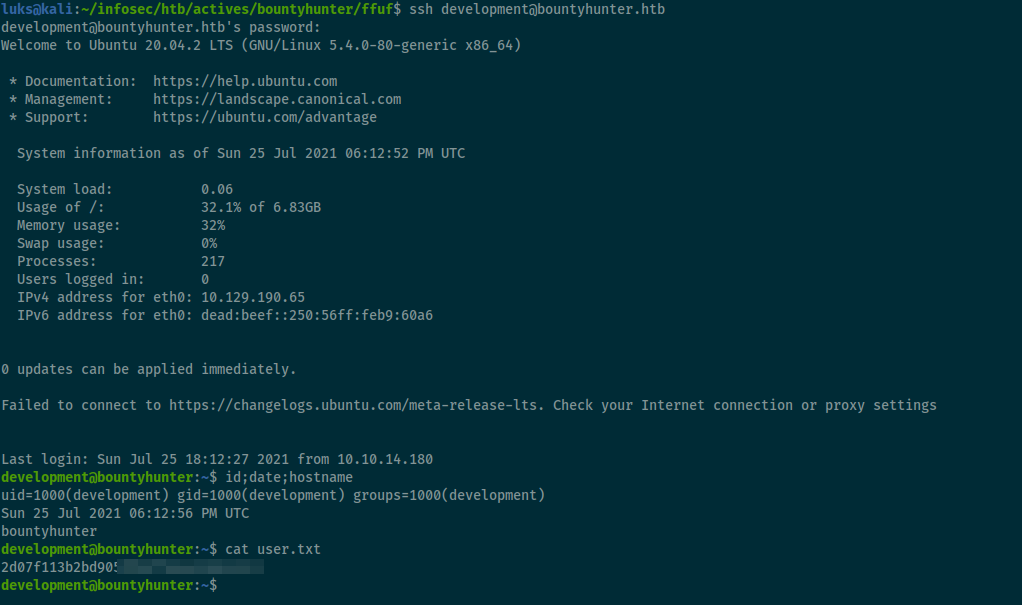 luks@kali:~/infosec/htb/actives/bountyhunter/ffuf$ ssh development@bountyhunter.htb
development@bountyhunter.htb's password:
Welcome to Ubuntu 20.04.2 LTS (GNU/Linux 5.4.0-80-generic x86_64)
* Documentation:  https://help.ubuntu.com
* Management:     https://landscape.canonical.com
* Support:        https://ubuntu.com/advantage
System information as of Sun 25 Jul 2021 06:12:52 PM UTC
System load:           0.06
Usage of /:            32.1% of 6.83GB
Memory usage:          32%
Swap usage:            0%
Processes:             217
Users logged in:       0
IPv4 address for eth0: 10.129.190.65
IPv6 address for eth0: dead:beef::250:56ff:feb9:60a6
0 updates can be applied immediately.
Failed to connect to https://changelogs.ubuntu.com/meta-release-lts. Check your Internet connection or proxy settings
Last login: Sun Jul 25 18:12:27 2021 from 10.10.14.180
development@bountyhunter:~$ id;date;hostname
uid=1000(development) gid=1000(development) groups=1000(development)
Sun 25 Jul 2021 06:12:56 PM UTC
bountyhunter
development@bountyhunter:~$ cat user.txt
2d07f113b2bd905
development@bountyhunter:~$